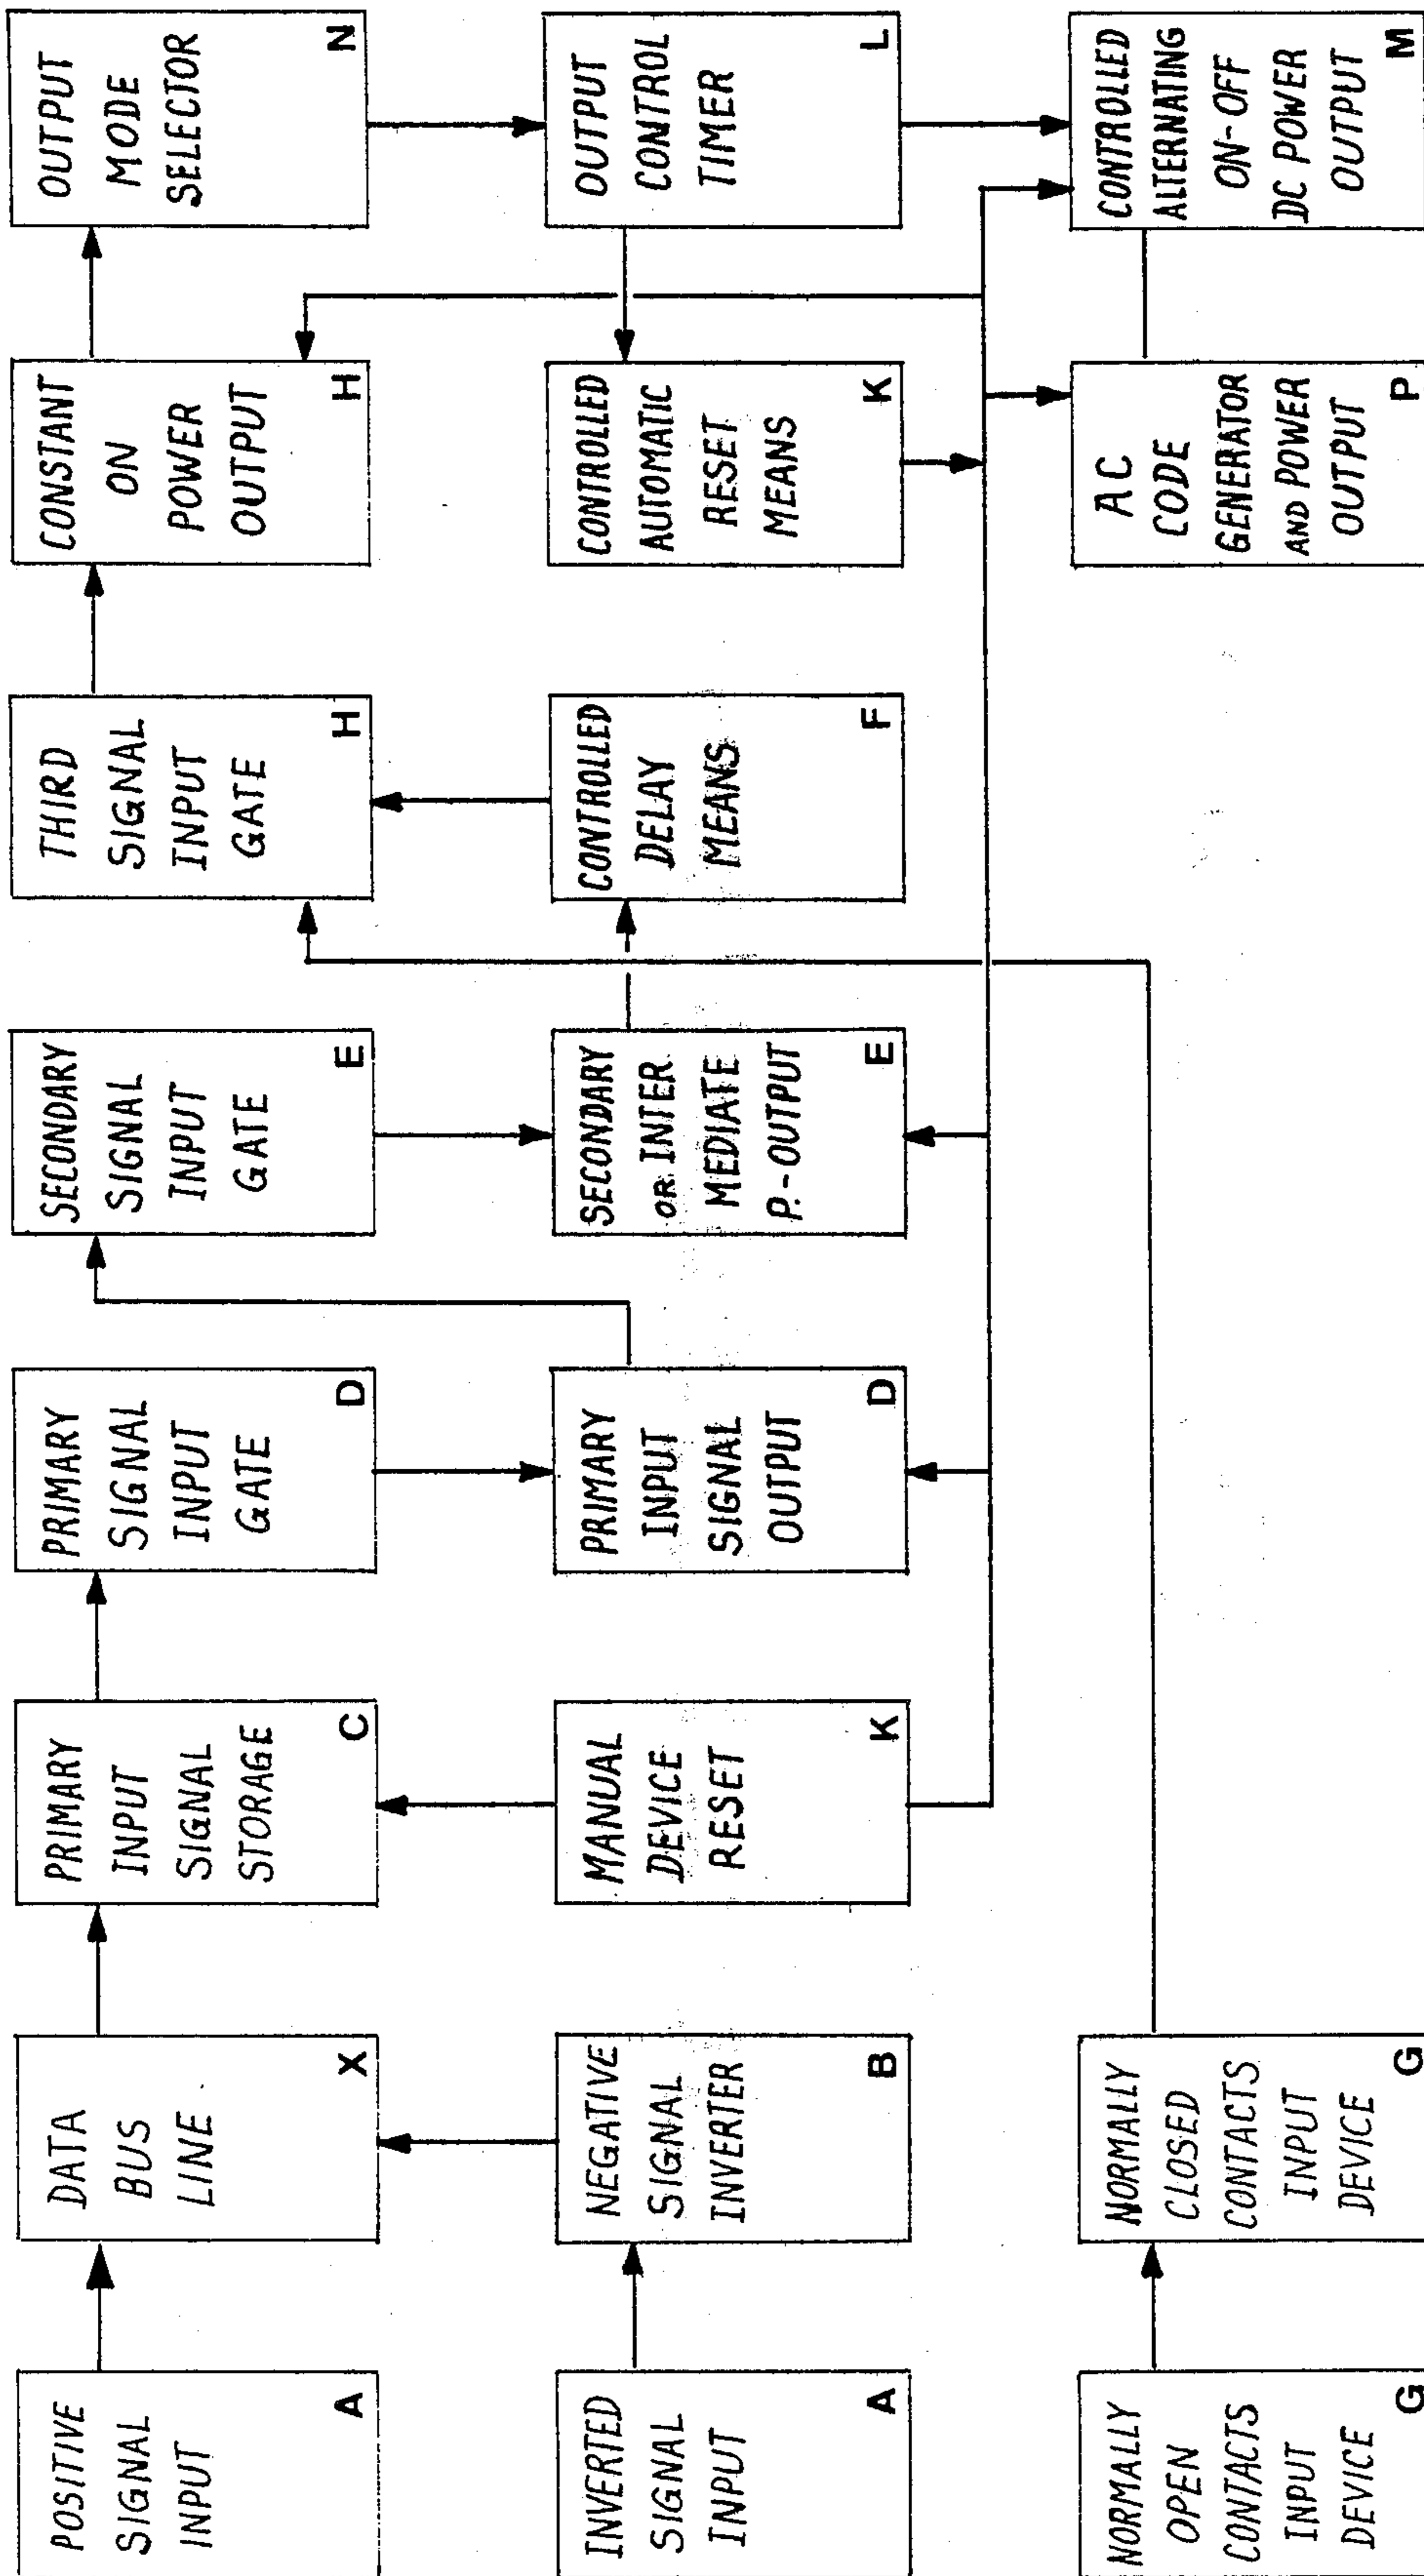 POSITIVE
SIGNAL
INPUT
A
DATA
BUS
LINE
X
PRIMARY
INPUT
SIGNAL
STORAGE
C
PRIMARY
SIGNAL
INPUT
GATE
D
SECONDARY
SIGNAL
INPUT
GATE
E
THIRD
SIGNAL
INPUT
GATE
H
CONSTANT
ON
POWER
OUTPUT
H
OUTPUT
MODE
SELECTOR
N
INVERTED
SIGNAL
INPUT
A
NEGATIVE
SIGNAL
INVERTER
B
MANUAL
DEVICE
RESET
K
PRIMARY
INPUT
SIGNAL
OUTPUT
D
SECONDARY
OR INTER
MEDIATE
P.-OUTPUT
E
CONTROLLED
DELAY
MEANS
F
CONTROLLED
AUTOMATIC
RESET
MEANS
K
OUTPUT
CONTROL
TIMER
L
NORMALLY
OPEN
CONTACTS
INPUT
DEVICE
G
NORMALLY
CLOSED
CONTACTS
INPUT
DEVICE
G
AC
CODE
GENERATOR
AND POWER
OUTPUT
P
CONTROLLED
ALTERNATING
ON-OFF
DC POWER
OUTPUT
M